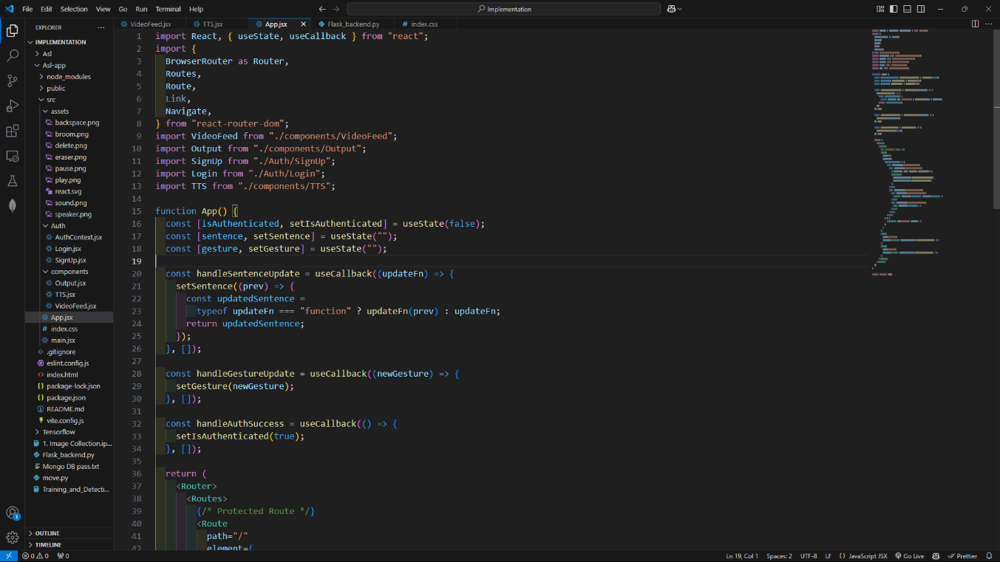 File Edit Selection View Go Run Terminal Help
Implementation
EXPLORER
VideoFeed.jsx
TTS.jsx
App.jsx
Flask_backend.py
# index.css
IMPLEMENTATION
Asl
Asl-app
node_modules
public
src
assets
backspace.png
broom.png
delete.png
eraser.png
pause.png
play.png
react.svg
sound.png
speaker.png
Auth
AuthContext.jsx
Login.jsx
SignUp.jsx
components
Output.jsx
TTS.jsx
VideoFeed.jsx
App.jsx
# index.css
main.jsx
.gitignore
eslint.config.js
<> index.html
{} package-lock.json
{} package.json
README.md
vite.config.js
Tensorflow
1. Image Collection.ip...
Flask_backend.py
Mongo DB pass.txt
move.py
Training_and_Detecti...
OUTLINE
TIMELINE
1
1 import React, { useState, useCallback } from "react";
2 import {
3 BrowserRouter as Router,
4 Routes,
5 Route,
6 Link,
7 Navigate,
8 } from "react-router-dom";
9 import VideoFeed from "./components/VideoFeed";
10 import Output from "./components/Output";
11 import SignUp from "./Auth/SignUp";
12 import Login from "./Auth/Login";
13 import TTS from "./components/TTS";
14
15 function App() {
16 const [isAuthenticated, setIsAuthenticated] = useState(false);
17 const [sentence, setSentence] = useState("");
18 const [gesture, setGesture] = useState("");
19
20 const handleSentenceUpdate = useCallback((updateFn) => {
21 setSentence((prev) => {
22 const updatedSentence =
23 typeof updateFn === "function" ? updateFn(prev) : updateFn;
24 return updatedSentence;
25 });
26 }, []);
27
28 const handleGestureUpdate = useCallback((newGesture) => {
29 setGesture(newGesture);
30 }, []);
31
32 const handleAuthSuccess = useCallback(() => {
33 setIsAuthenticated(true);
34 }, []);
35
36 return (
37 <Router>
38 <Routes>
39 {/* Protected Route */}
40 <Route
41 path="/"
42 element={
0 0 0
Ln 19, Col 1 Spaces: 2 UTF-8 LF {} JavaScript JSX Go Live Prettier